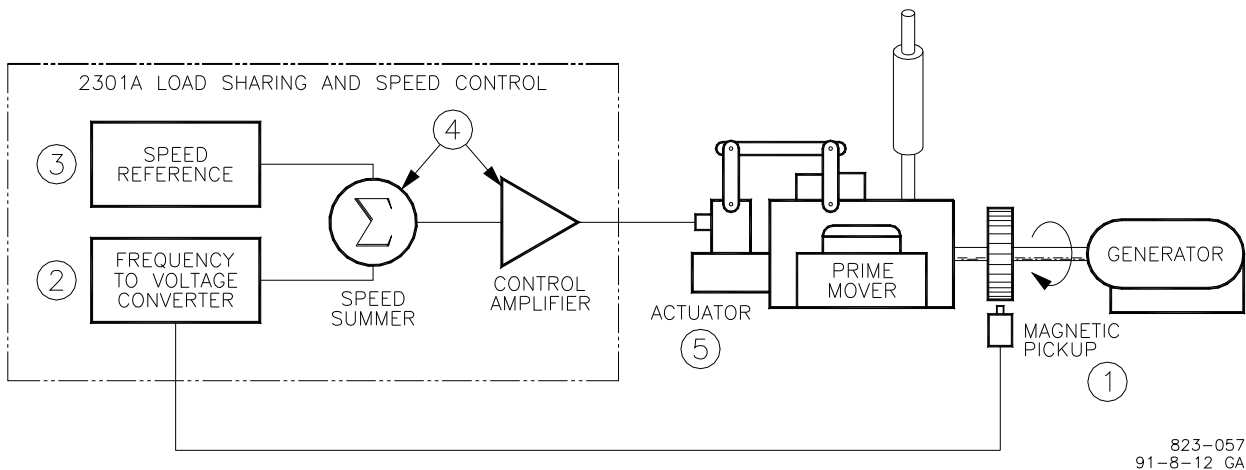 2301A LOAD SHARING AND SPEED CONTROL
3
SPEED
REFERENCE
4
Σ
2
FREQUENCY
TO VOLTAGE
CONVERTER
SPEED
SUMMER
CONTROL
AMPLIFIER
ACTUATOR
5
PRIME
MOVER
GENERATOR
MAGNETIC
PICKUP
1
823-057
91-8-12 GA